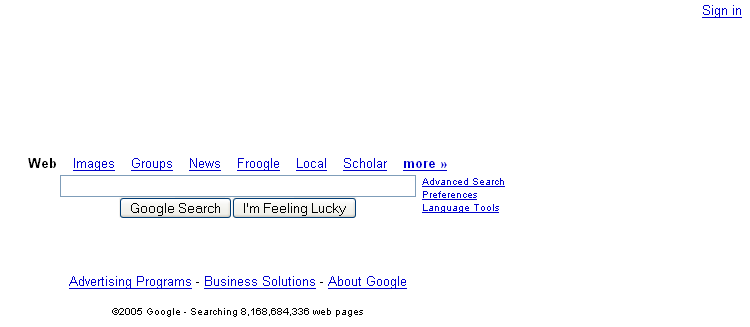 Sign in
Web Images Groups News Froogle Local Scholar more »
Advanced Search
Preferences
Language Tools
Google Search I'm Feeling Lucky
Advertising Programs - Business Solutions - About Google
©2005 Google - Searching 8,168,684,336 web pages